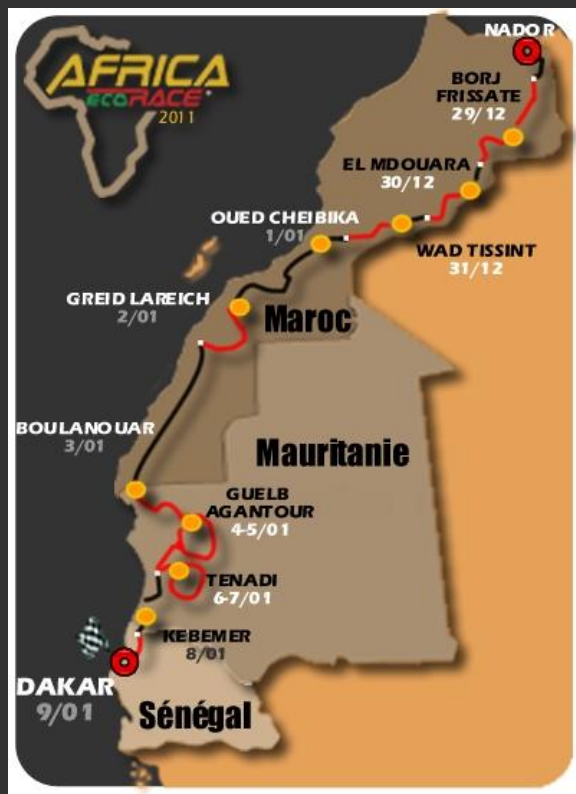 AFRICA
ECORACE
2011
NADOR
BORJ
FRISSATE
29/12
EL MDOUARA
30/12
OUED CHEIBIKA
1/01
WAD TISSINT
31/12
GREID LAREICH
2/01
Maroc
BOULANOUAR
3/01
Mauritanie
GUELB
AGANTOUR
4-5/01
TENADI
6-7/01
KEBEMER
8/01
DAKAR
9/01
Sénégal